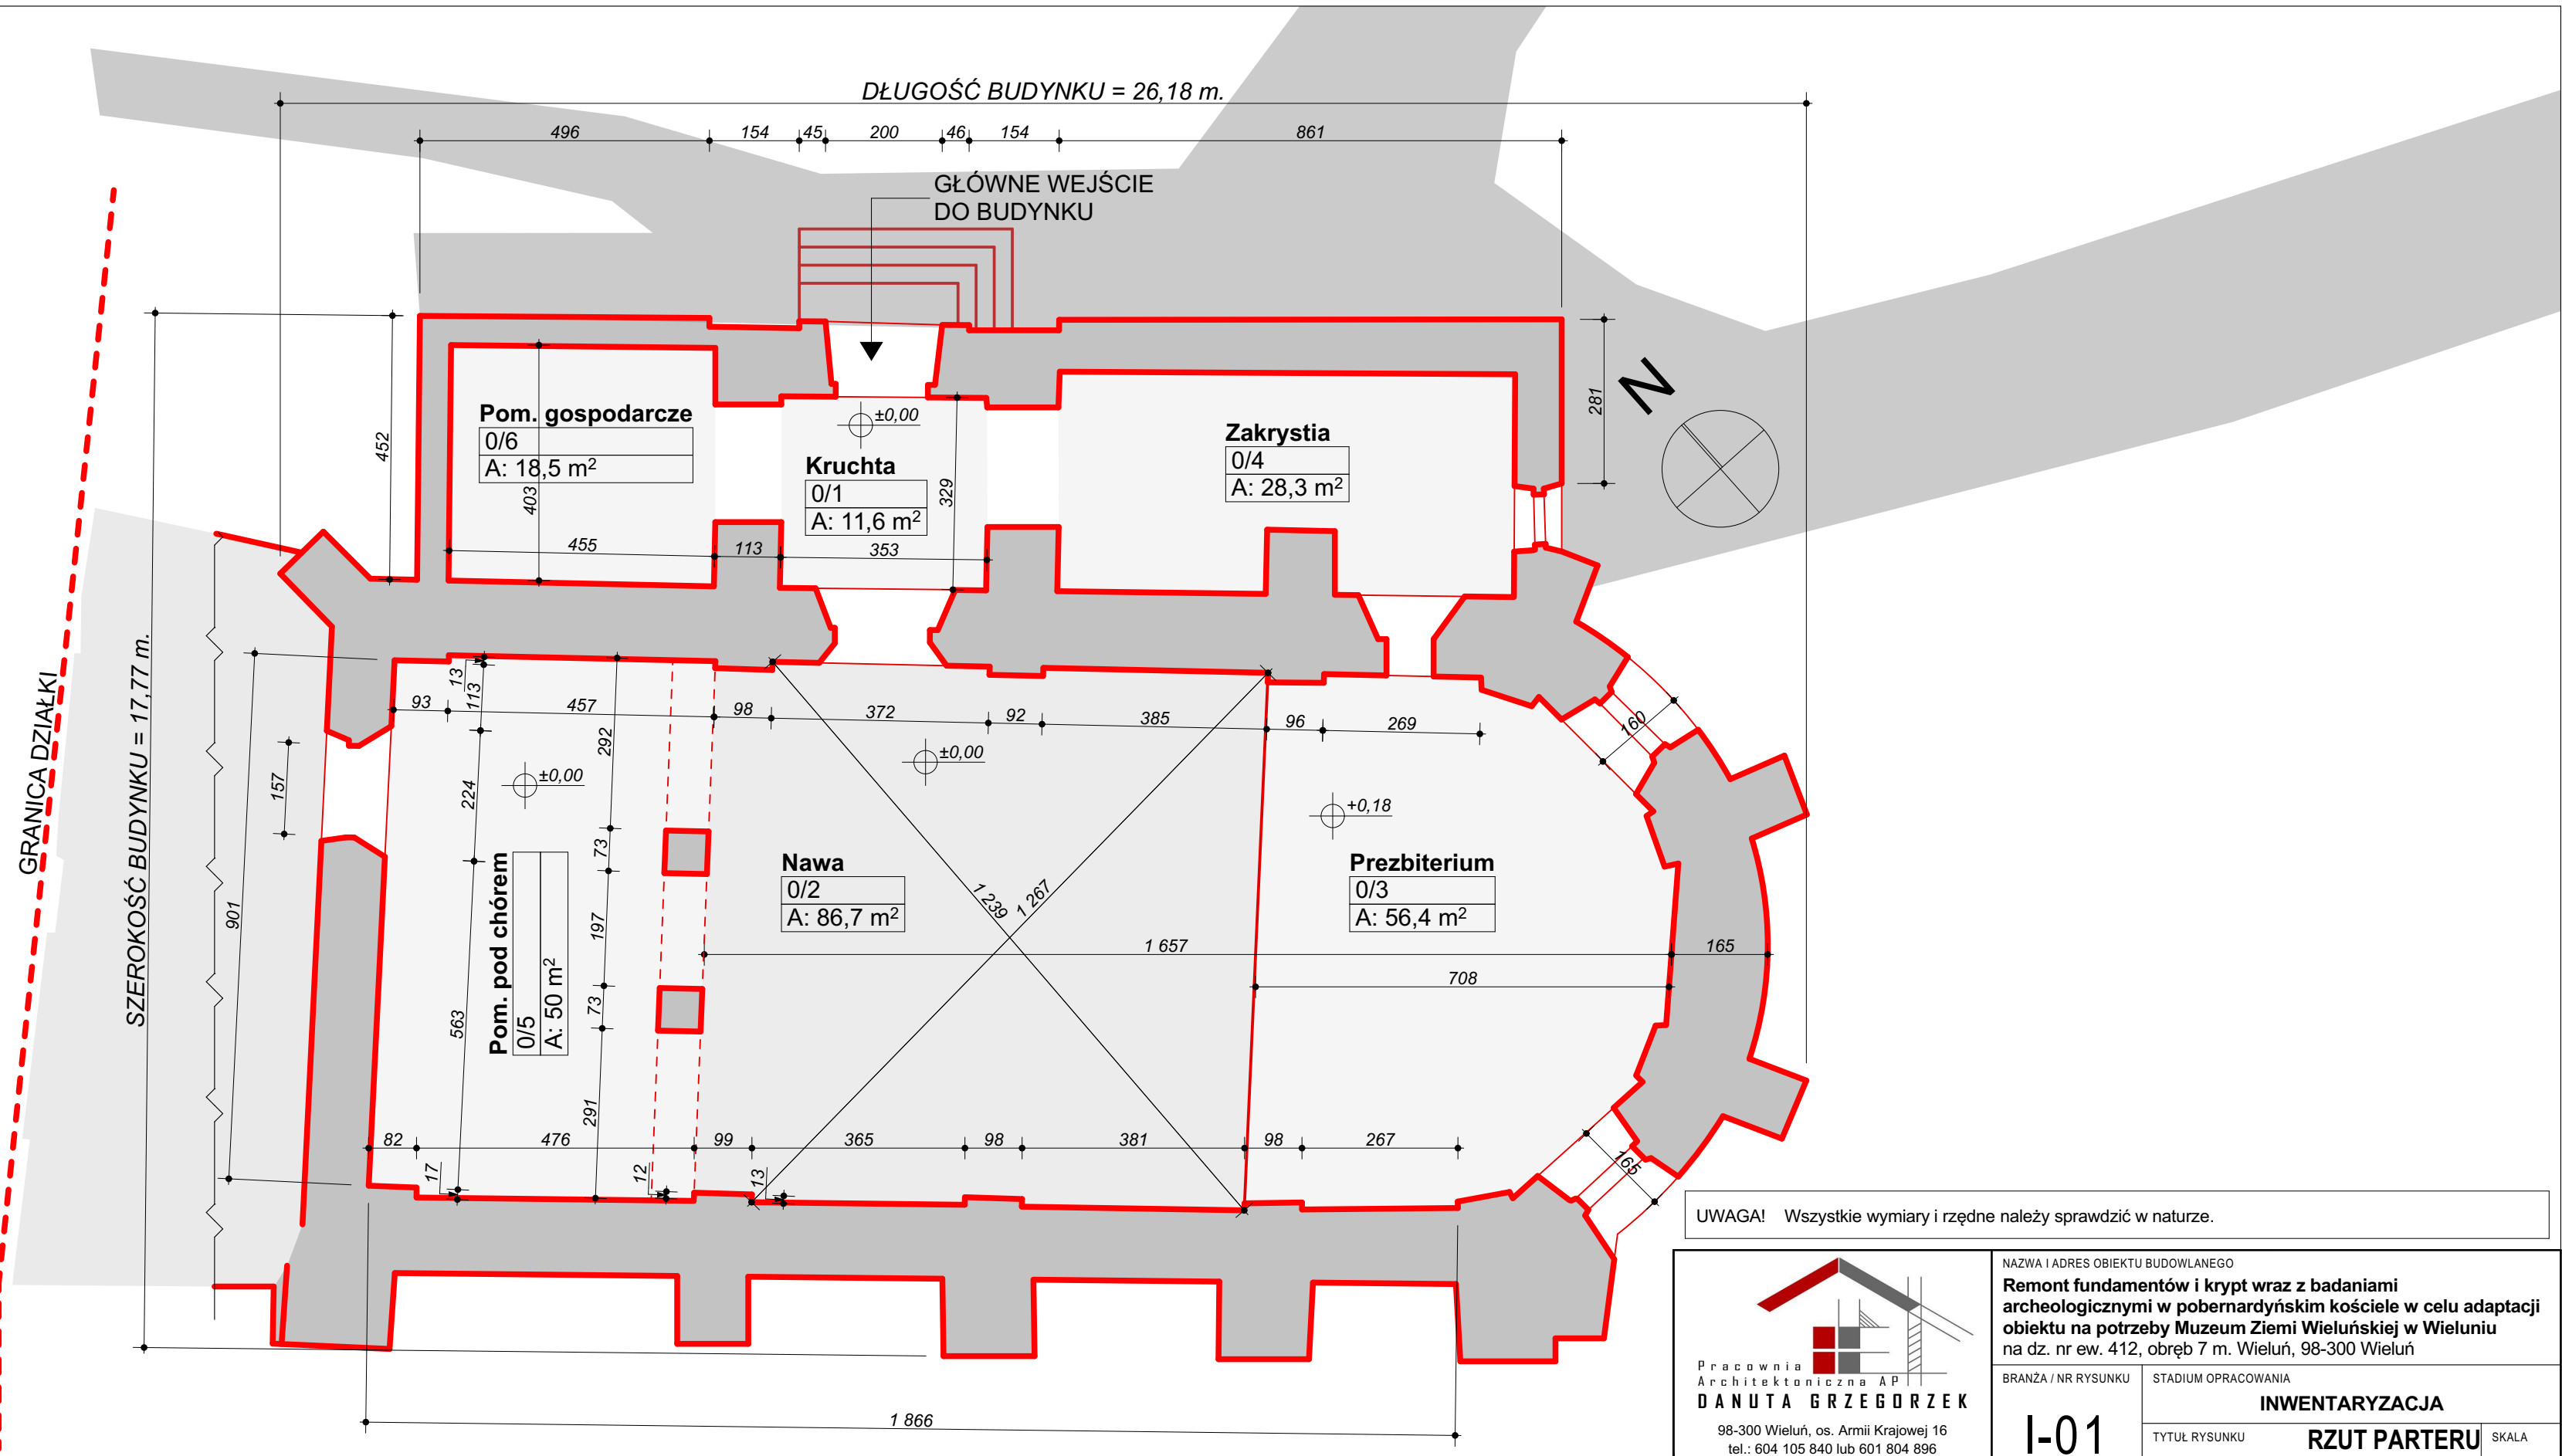 DŁUGOŚĆ BUDYNKU = 26,18 m.
496 154 45 200 46 154 861
GŁÓWNE WEJŚCIE
DO BUDYNKU
GRANICA DZIAŁKI
SZEROKOŚĆ BUDYNKU = 17,77 m.
452
281
N
Pom. gospodarcze
0/6
A: 18,5 m²
403
455
113
353
±0,00
Kruchta
0/1
A: 11,6 m²
329
Zakrystia
0/4
A: 28,3 m²
13
113
93 457 98 372 92 385 96 269
160
292
157
224
±0,00
±0,00
+0,18
901
73
Pom. pod chórem
0/5
A: 50 m²
197
Nawa
0/2
A: 86,7 m²
1 239
1 267
Prezbiterium
0/3
A: 56,4 m²
1 657
165
708
563
73
291
82 476 99 365 98 381 98 267
165
17
12
13
1 866
UWAGA! Wszystkie wymiary i rzędne należy sprawdzić w naturze.
Pracownia
Architektoniczna AP
DANUTA GRZEGORZEK
98-300 Wieluń, os. Armii Krajowej 16
tel.: 604 105 840 lub 601 804 896
NAZWA I ADRES OBIEKTU BUDOWLANEGO
Remont fundamentów i krypt wraz z badaniami
archeologicznymi w pobernardyńskim kościele w celu adaptacji
obiektu na potrzeby Muzeum Ziemi Wieluńskiej w Wieluniu
na dz. nr ew. 412, obręb 7 m. Wieluń, 98-300 Wieluń
BRANŻA / NR RYSUNKU
I-01
STADIUM OPRACOWANIA
INWENTARYZACJA
TYTUŁ RYSUNKU
RZUT PARTERU
SKALA